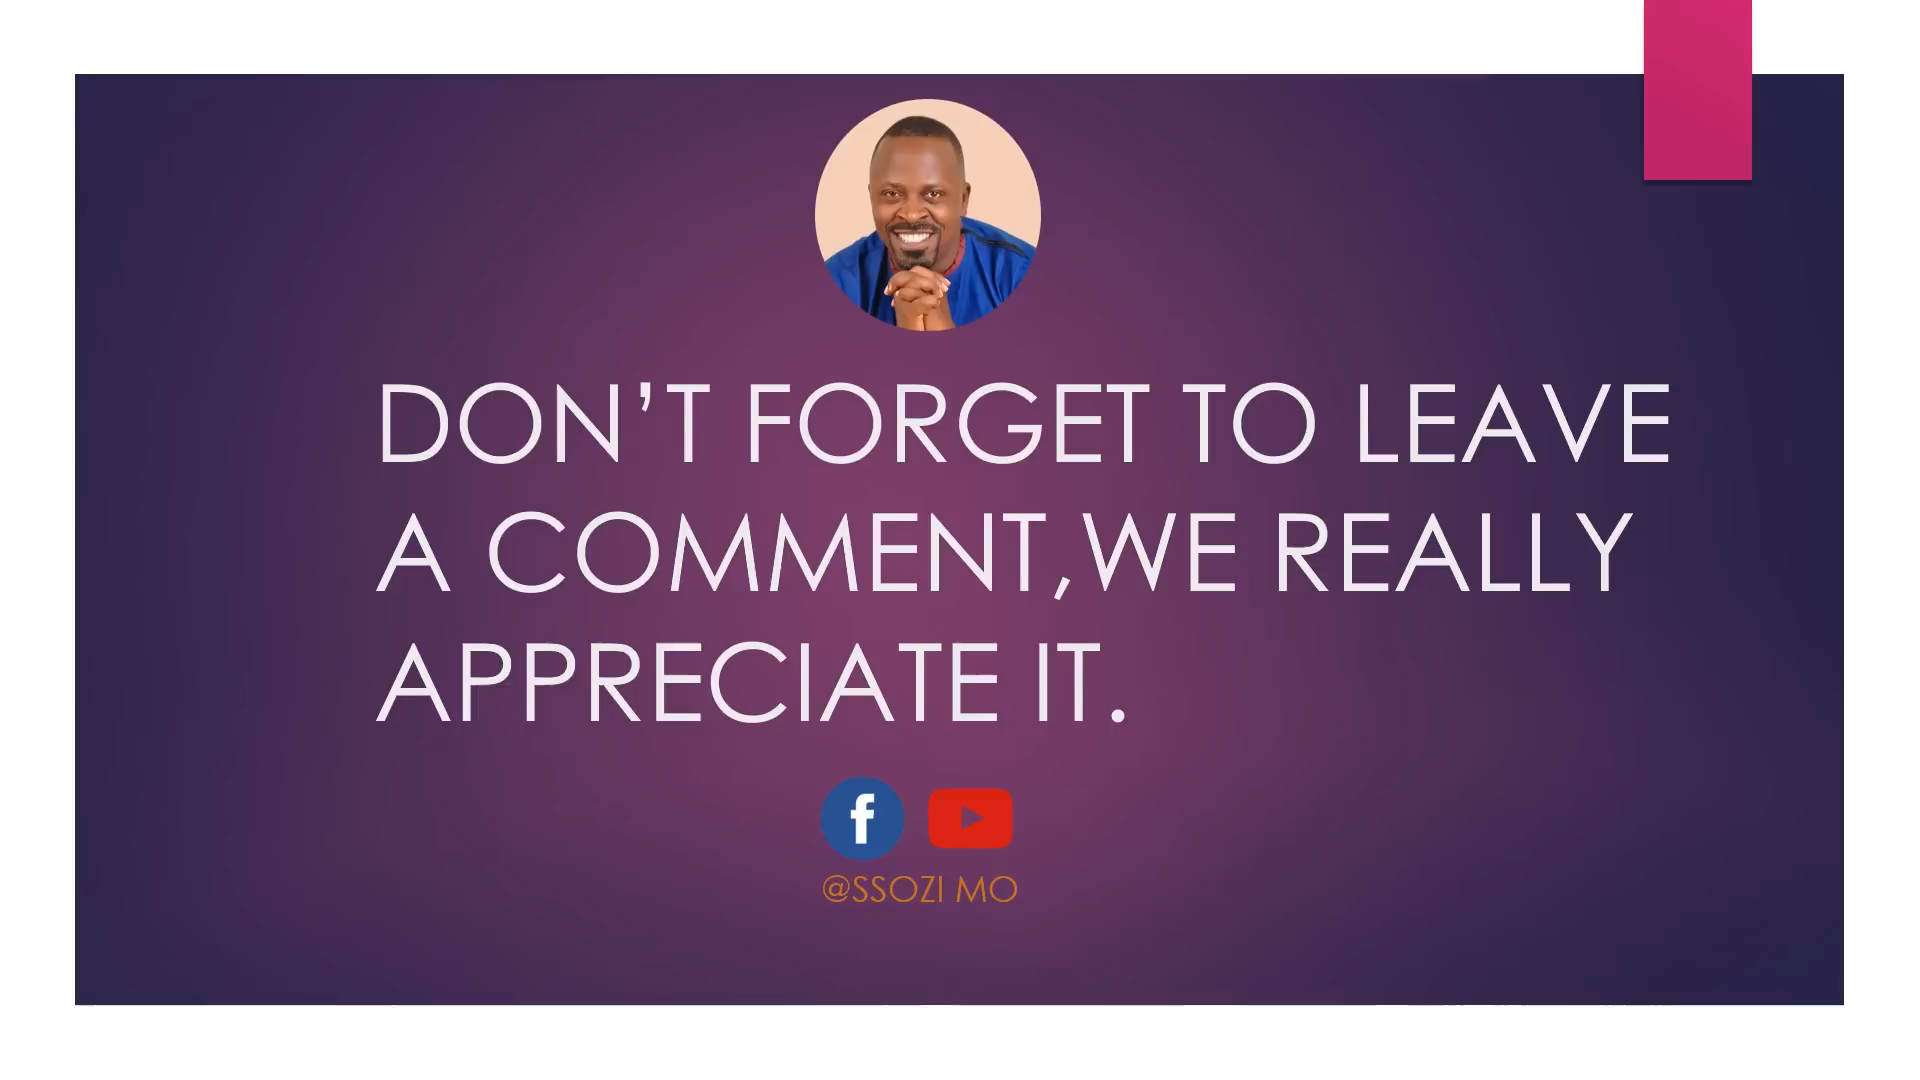 DON’T FORGET TO LEAVE
A COMMENT,WE REALLY
APPRECIATE IT.
f
@SSOZI MO